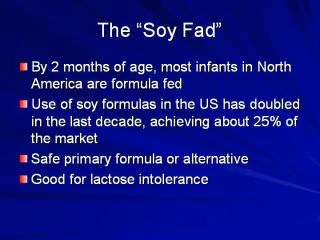 The “Soy Fad”
By 2 months of age, most infants in North
America are formula fed
Use of soy formulas in the US has doubled
in the last decade, achieving about 25% of
the market
Safe primary formula or alternative
Good for lactose intolerance